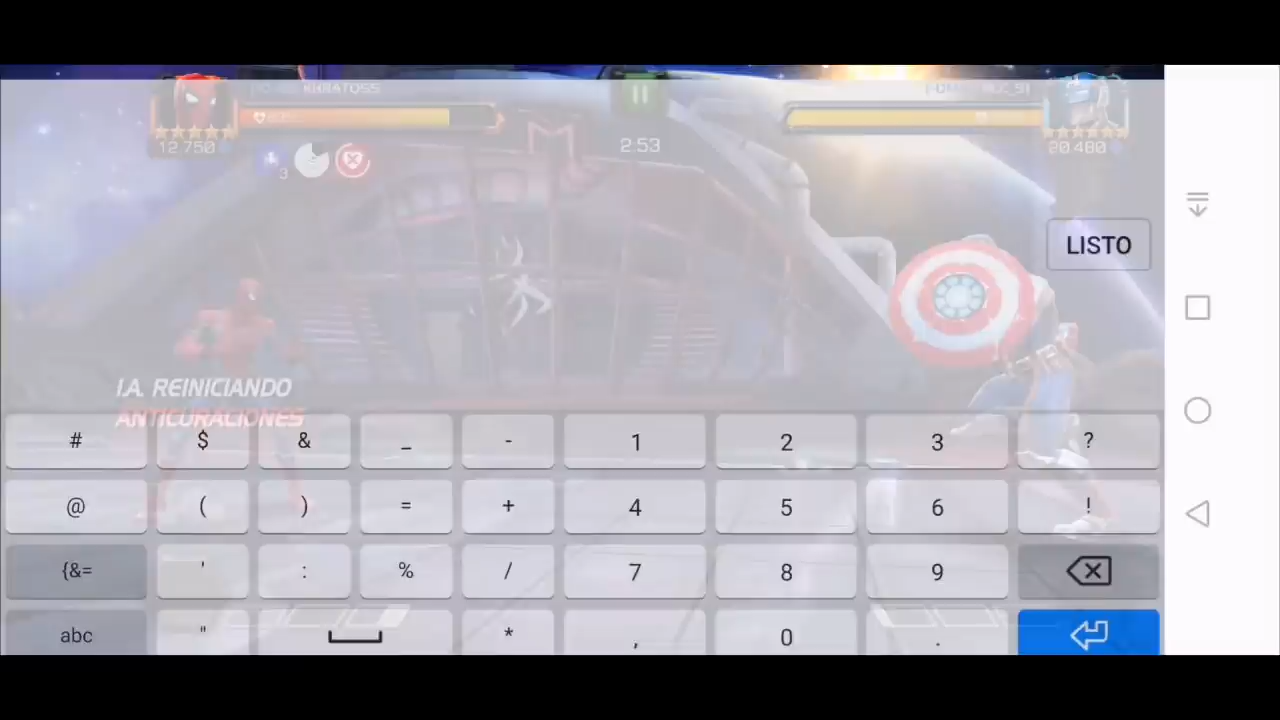 2:53
12.750
3
20.480
LISTO
I.A. REINICIANDO
ANTICURACIONES
# $ & _ - 1 2 3 ?
@ ( ) = + 4 5 6 !
{&= ' : % / 7 8 9
abc " * , 0 .